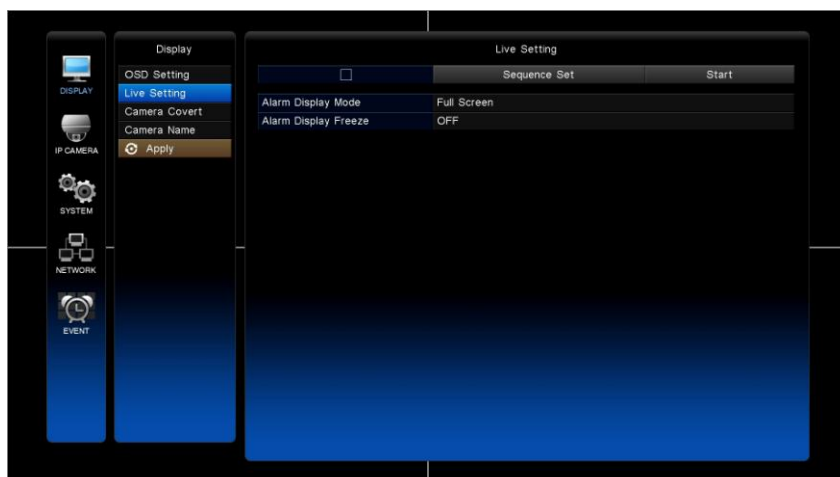 DISPLAY
IP CAMERA
SYSTEM
NETWORK
EVENT
Display
OSD Setting
Live Setting
Camera Covert
Camera Name
Apply
Live Setting
Sequence Set Start
Alarm Display Mode Full Screen
Alarm Display Freeze OFF